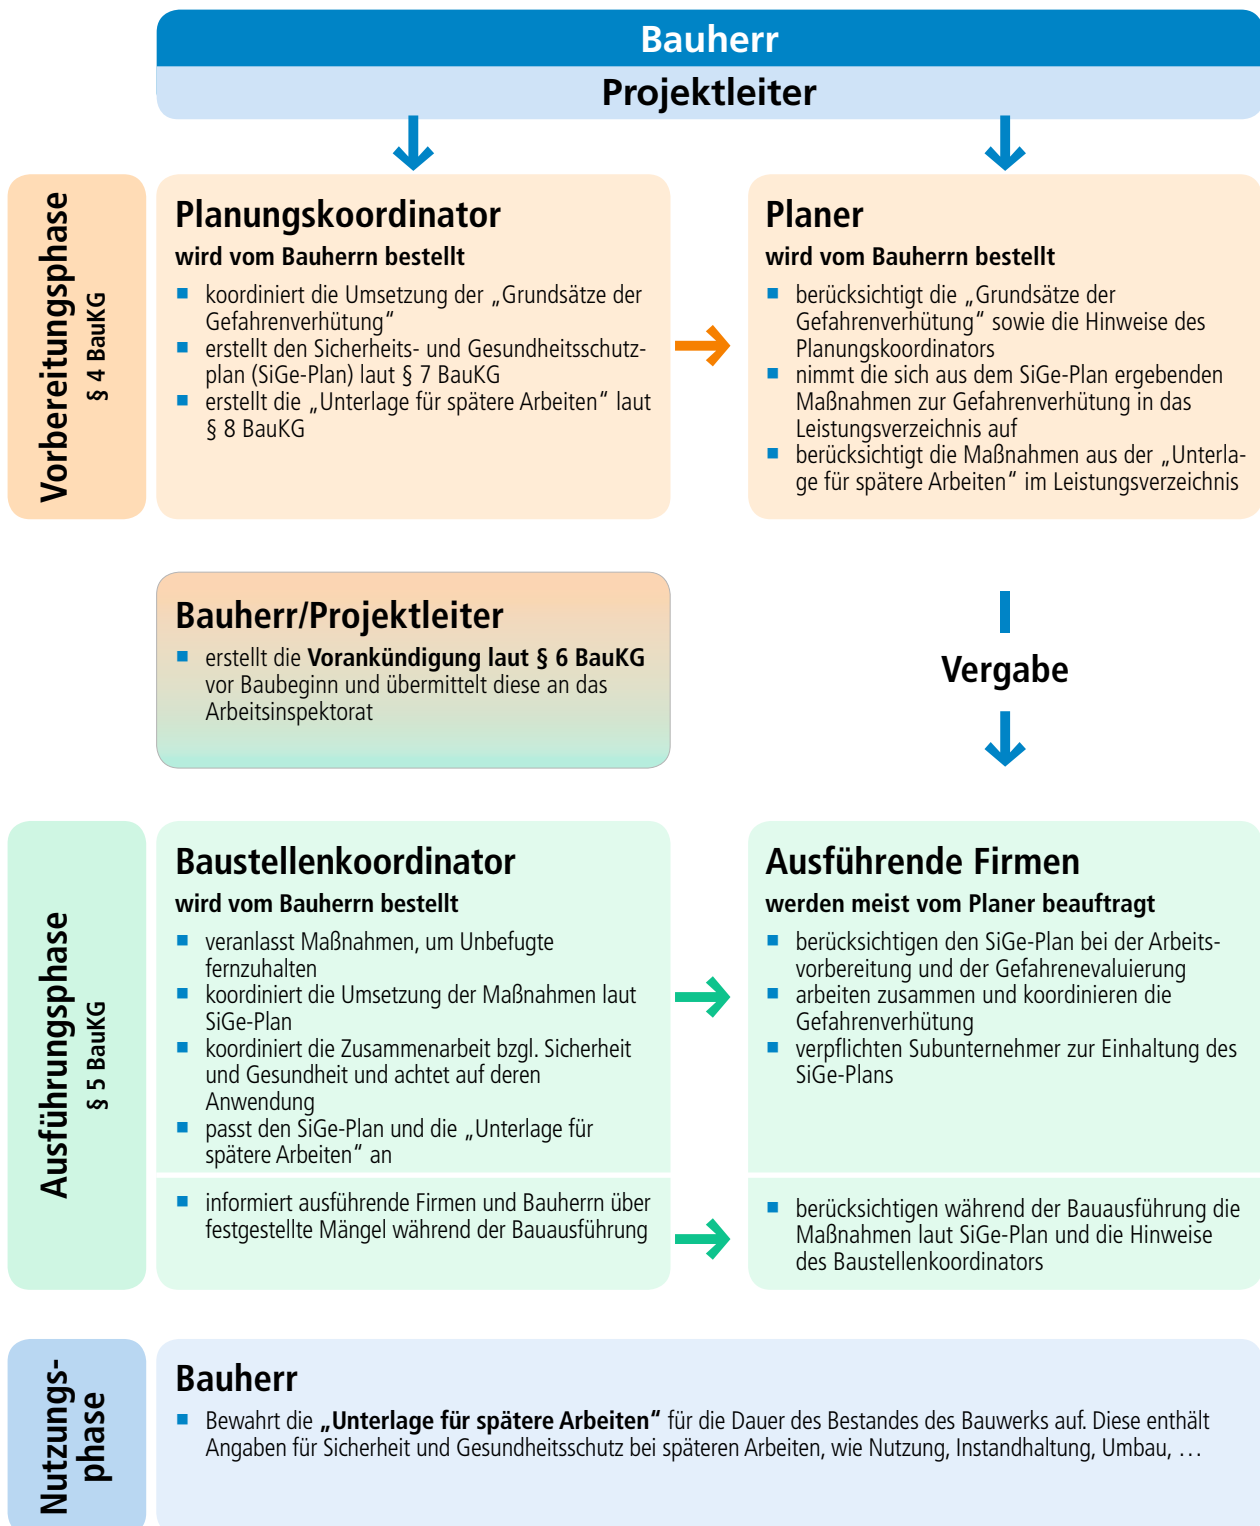 Bauherr
Projektleiter
Vorbereitungsphase
§ 4 BauKG
Planungskoordinator
wird vom Bauherrn bestellt
koordiniert die Umsetzung der „Grundsätze der
Gefahrenverhütung“
erstellt den Sicherheits- und Gesundheitsschutz-
plan (SiGe-Plan) laut § 7 BauKG
erstellt die „Unterlage für spätere Arbeiten“ laut
§ 8 BauKG
Planer
wird vom Bauherrn bestellt
berücksichtigt die „Grundsätze der
Gefahrenverhütung“ sowie die Hinweise des
Planungskoordinators
nimmt die sich aus dem SiGe-Plan ergebenden
Maßnahmen zur Gefahrenverhütung in das
Leistungsverzeichnis auf
berücksichtigt die Maßnahmen aus der „Unterla-
ge für spätere Arbeiten“ im Leistungsverzeichnis
Bauherr/Projektleiter
erstellt die Vorankündigung laut § 6 BauKG
vor Baubeginn und übermittelt diese an das
Arbeitsinspektorat
Vergabe
Ausführungsphase
§ 5 BauKG
Baustellenkoordinator
wird vom Bauherrn bestellt
veranlasst Maßnahmen, um Unbefugte
fernzuhalten
koordiniert die Umsetzung der Maßnahmen laut
SiGe-Plan
koordiniert die Zusammenarbeit bzgl. Sicherheit
und Gesundheit und achtet auf deren
Anwendung
passt den SiGe-Plan und die „Unterlage für
spätere Arbeiten“ an
informiert ausführende Firmen und Bauherrn über
festgestellte Mängel während der Bauausführung
Ausführende Firmen
werden meist vom Planer beauftragt
berücksichtigen den SiGe-Plan bei der Arbeits-
vorbereitung und der Gefahrenevaluierung
arbeiten zusammen und koordinieren die
Gefahrenverhütung
verpflichten Subunternehmer zur Einhaltung des
SiGe-Plans
berücksichtigen während der Bauausführung die
Maßnahmen laut SiGe-Plan und die Hinweise
des Baustellenkoordinators
Nutzungs-
phase
Bauherr
Bewahrt die „Unterlage für spätere Arbeiten“ für die Dauer des Bestandes des Bauwerks auf. Diese enthält
Angaben für Sicherheit und Gesundheitsschutz bei späteren Arbeiten, wie Nutzung, Instandhaltung, Umbau, …